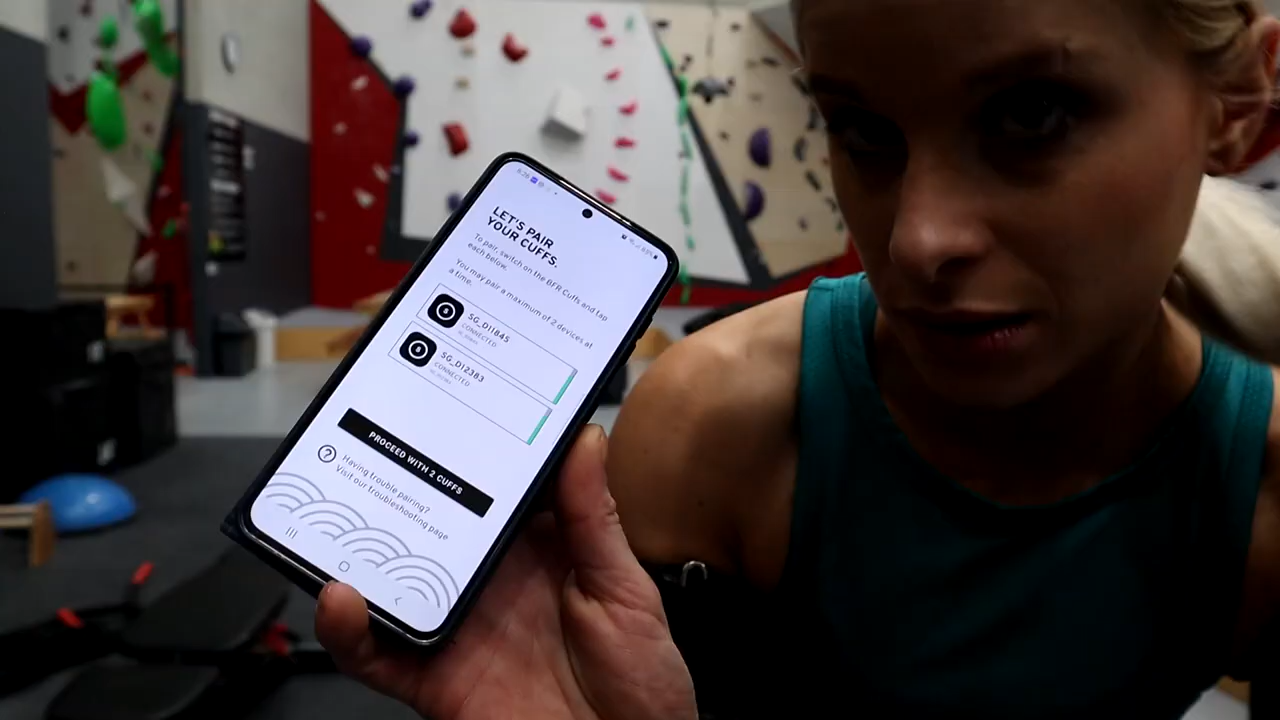 LET'S PAIR
YOUR CUFFS.
To pair, switch on the BFR Cuffs and tap
each below.
You may pair a maximum of 2 devices at
a time.
SG_D11845
CONNECTED
SG_D12383
CONNECTED
PROCEED WITH 2 CUFFS
Having trouble pairing?
Visit our troubleshooting page